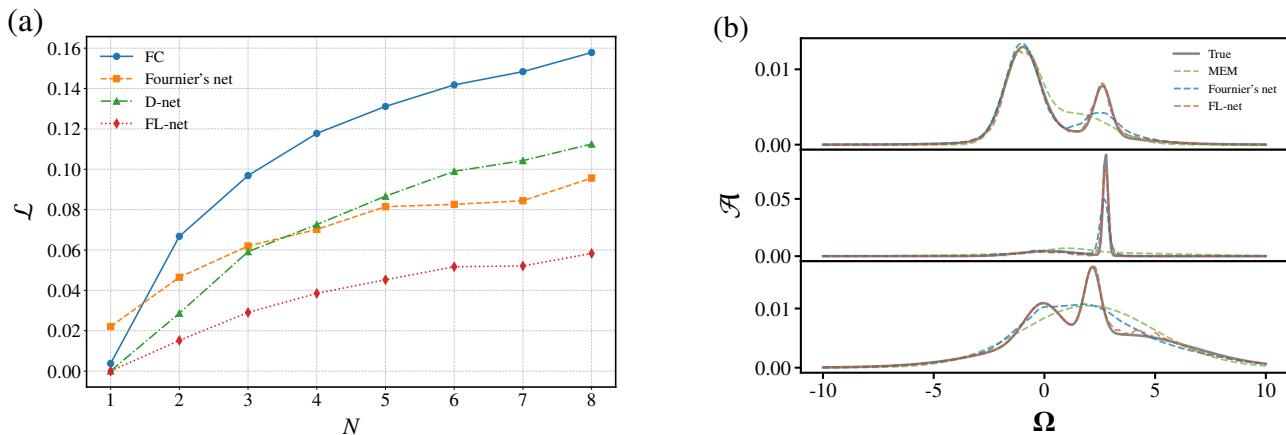 (a)
0.16
0.14
0.12
0.10
0.08
0.06
0.04
0.02
0.00
ℒ
FC
Fournier's net
D-net
FL-net
1 2 3 4 5 6 7 8
N
(b)
True
MEM
Fournier's net
FL-net
0.01
0.00
0.05
0.00
0.01
0.00
𝒜
-10 -5 0 5 10
Ω